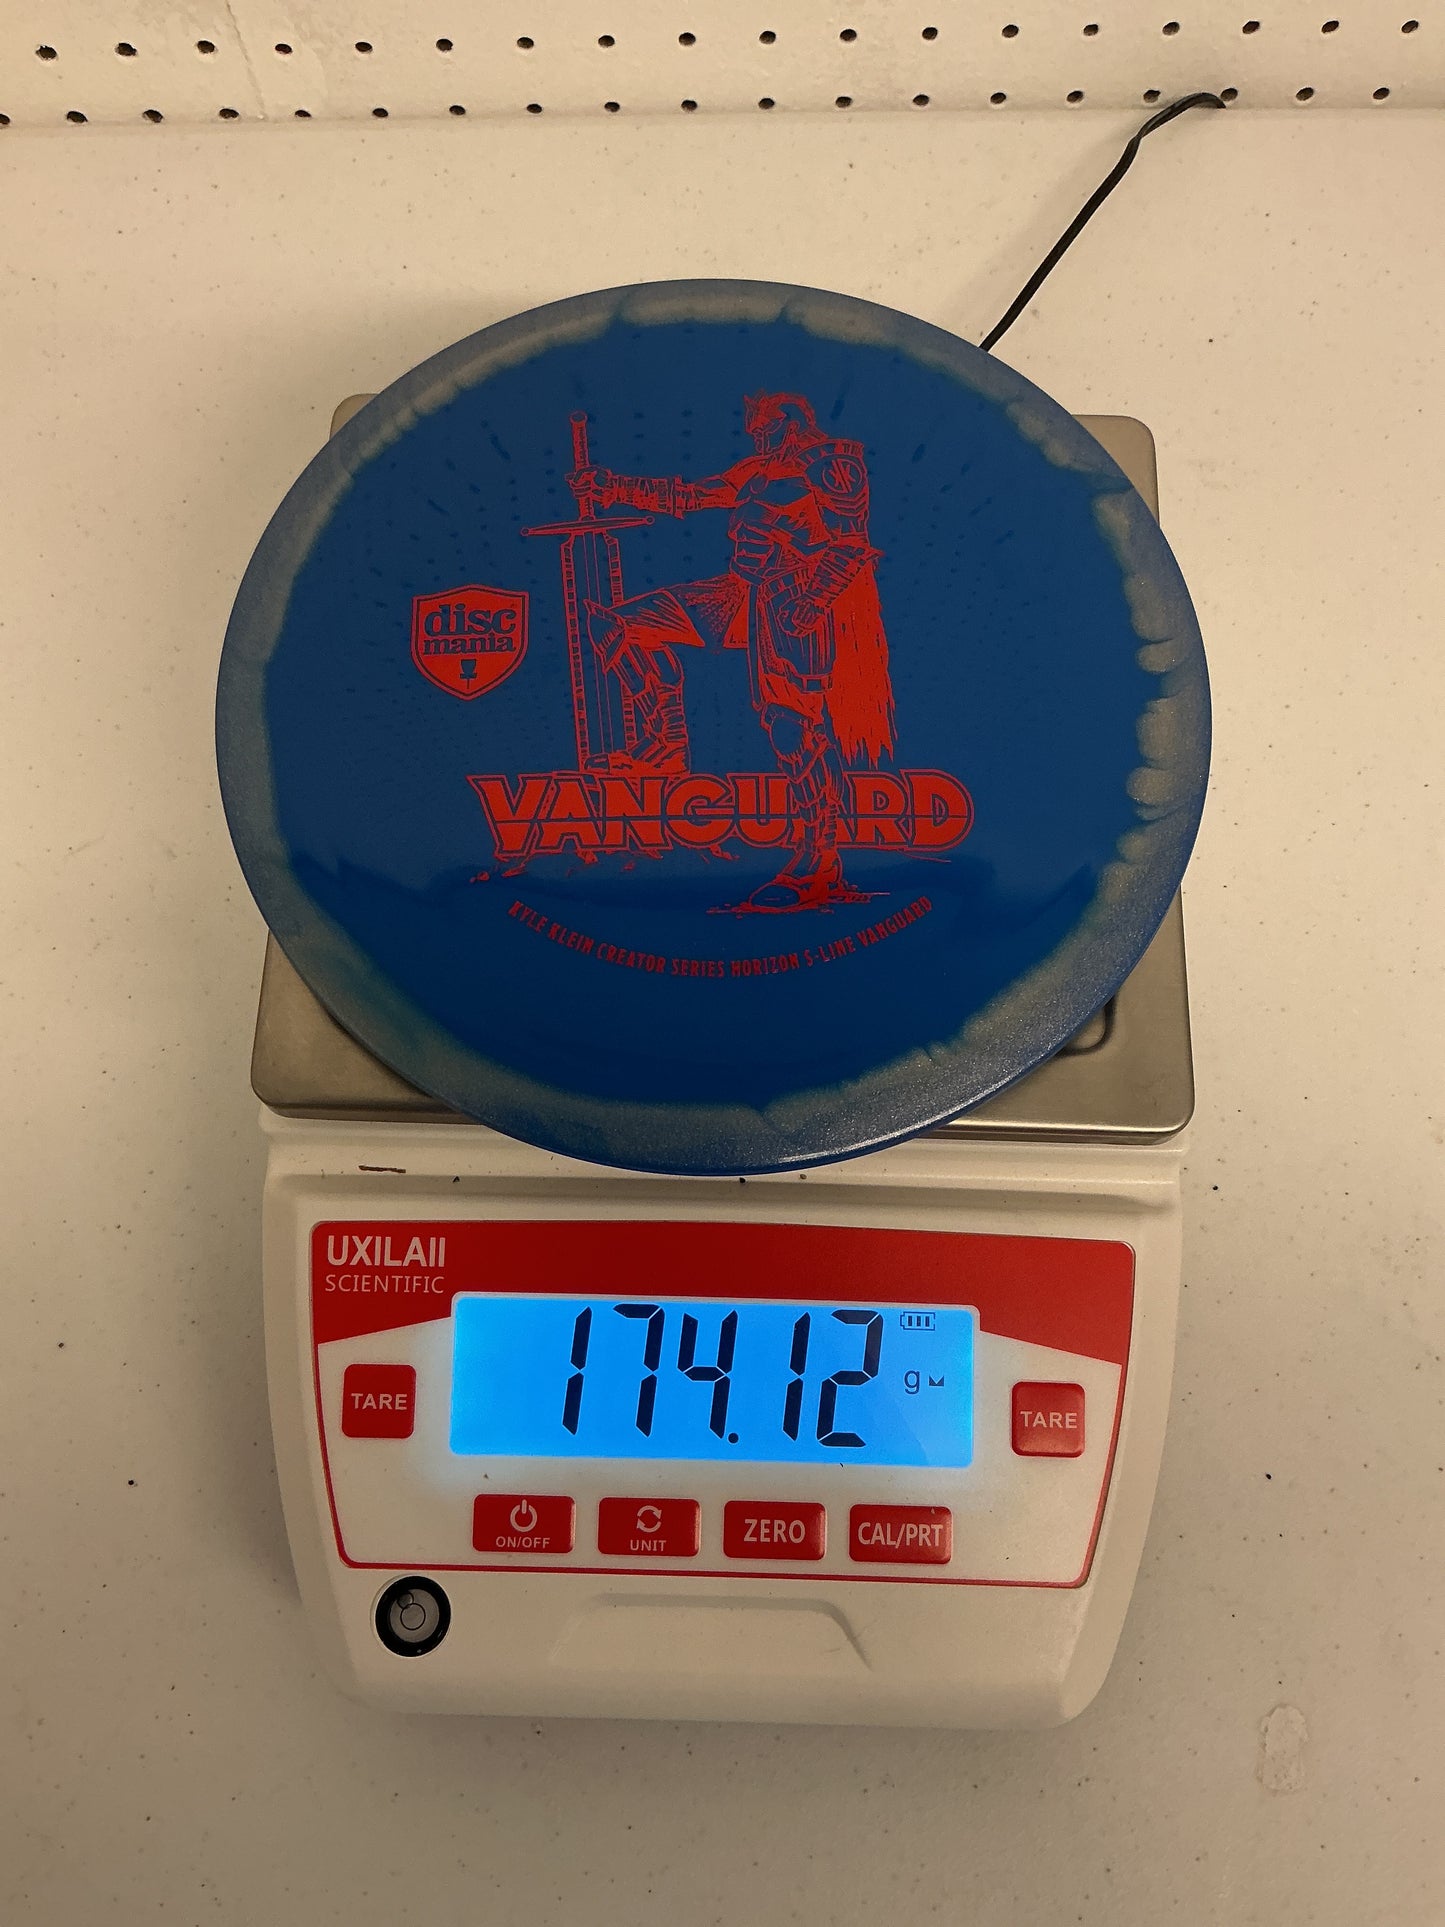 disc
mania
VANGUARD
KYLE KLEIN CREATOR SERIES HORIZON S-LINE VANGUARD
UXILAII
SCIENTIFIC
174.12
g
TARE
TARE
ON/OFF
UNIT
ZERO
CAL/PRT